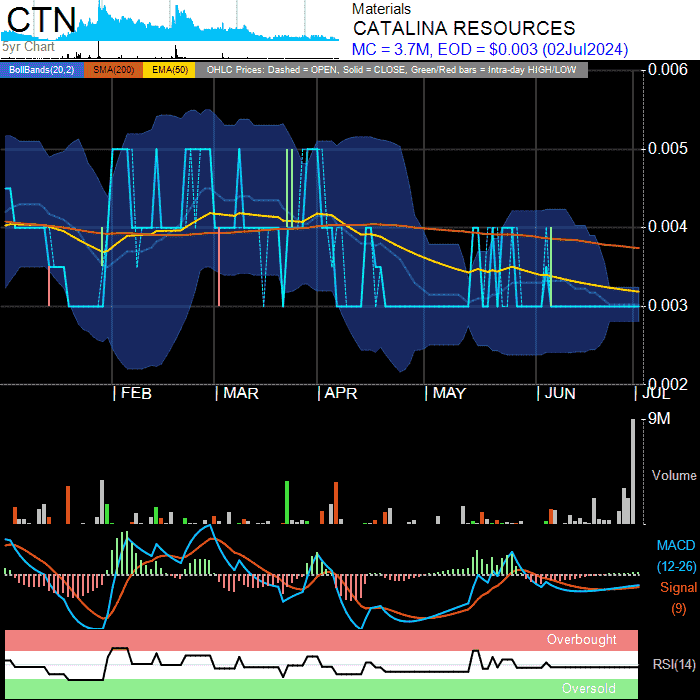 CTN
5yr Chart
Materials
CATALINA RESOURCES
MC = 3.7M, EOD = $0.003 (02Jul2024)
BollBands(20,2) SMA(200) EMA(50) OHLC Prices: Dashed = OPEN, Solid = CLOSE, Green/Red bars = Intra-day HIGH/LOW
0.006
0.005
0.004
0.003
0.002
FEB MAR APR MAY JUN JUL
9M
Volume
MACD
(12-26)
Signal
(9)
Overbought
RSI(14)
Oversold